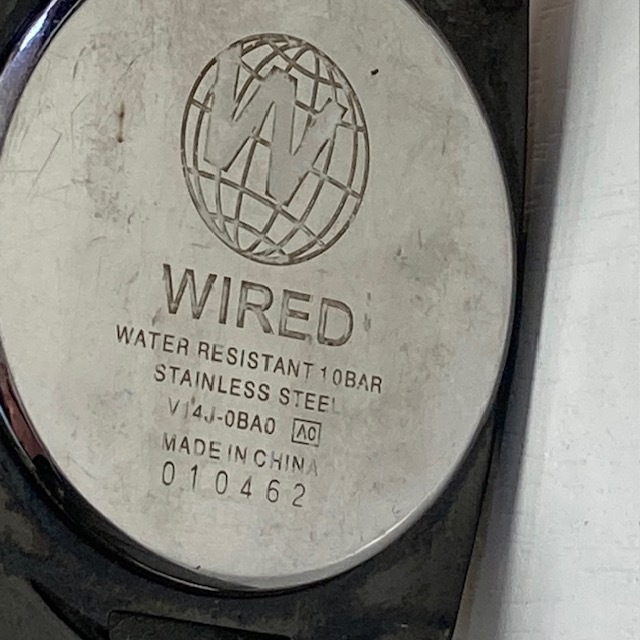 W
WIRED
WATER RESISTANT 10BAR
STAINLESS STEEL
V14J-0BA0 A0
MADE IN CHINA
010462